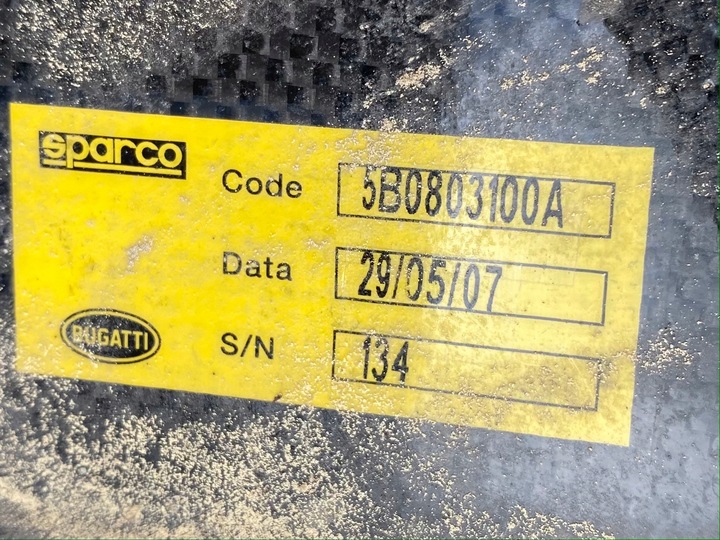 sparco
Code 5B0803100A
Data 29/05/07
BUGATTI
S/N 134